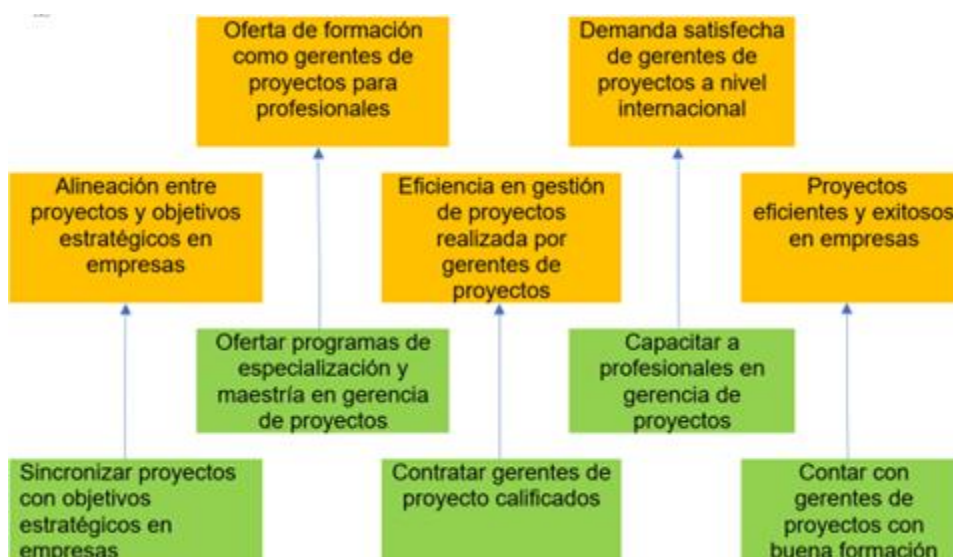 Oferta de formación
como gerentes de
proyectos para
profesionales
Demanda satisfecha
de gerentes de
proyectos a nivel
internacional
Alineación entre
proyectos y objetivos
estratégicos en
empresas
Eficiencia en gestión
de proyectos
realizada por
gerentes de
proyectos
Proyectos
eficientes y exitosos
en empresas
Ofertar programas de
especialización y
maestría en gerencia
de proyectos
Capacitar a
profesionales en
gerencia de
proyectos
Sincronizar proyectos
con objetivos
estratégicos en
empresas
Contratar gerentes de
proyecto calificados
Contar con
gerentes de
proyectos con
buena formación